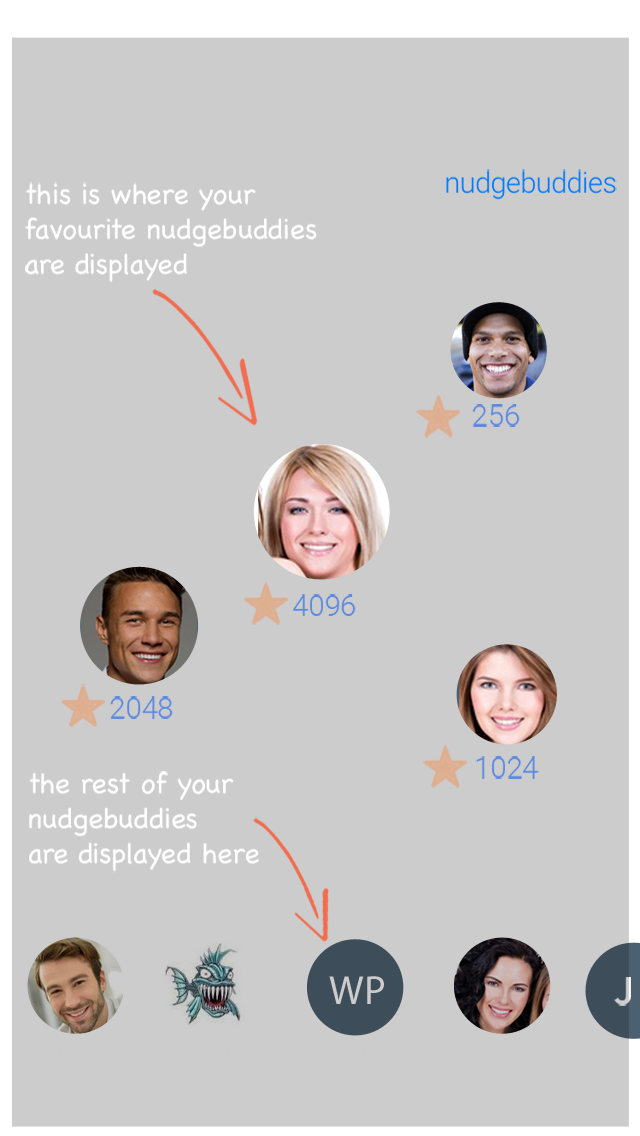 nudgebuddies
this is where your
favourite nudgebuddies
are displayed
256
4096
2048
1024
the rest of your
nudgebuddies
are displayed here
WP
J